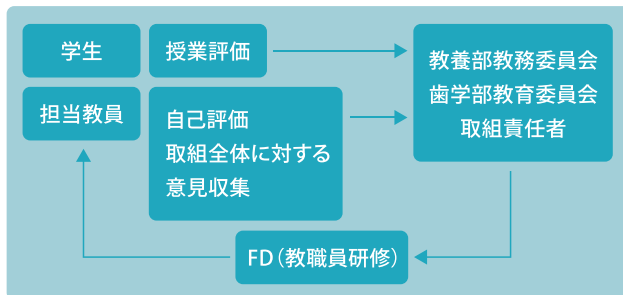 学生
授業評価
教養部教務委員会
歯学部教育委員会
取組責任者
担当教員
自己評価
取組全体に対する
意見収集
FD（教職員研修）